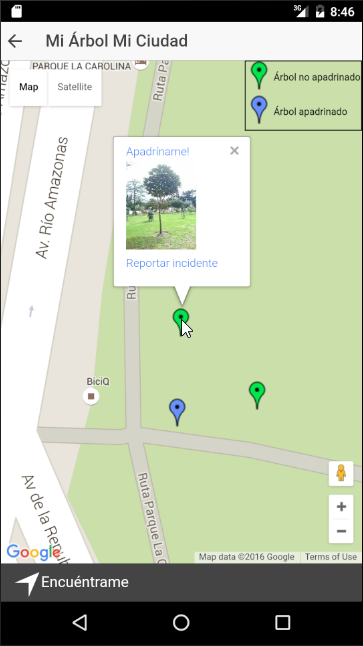 3G 8:46
Mi Árbol Mi Ciudad
PARQUE LA CAROLINA
Ruta Pa
Map Satellite
Árbol no apadrinado
Árbol apadrinado
Av. Río Amazonas
Apadríname!
Reportar incidente
BiciQ
Av de la Repúb
Ruta Parque La C
Google
Map data ©2016 Google Terms of Use
Encuéntrame